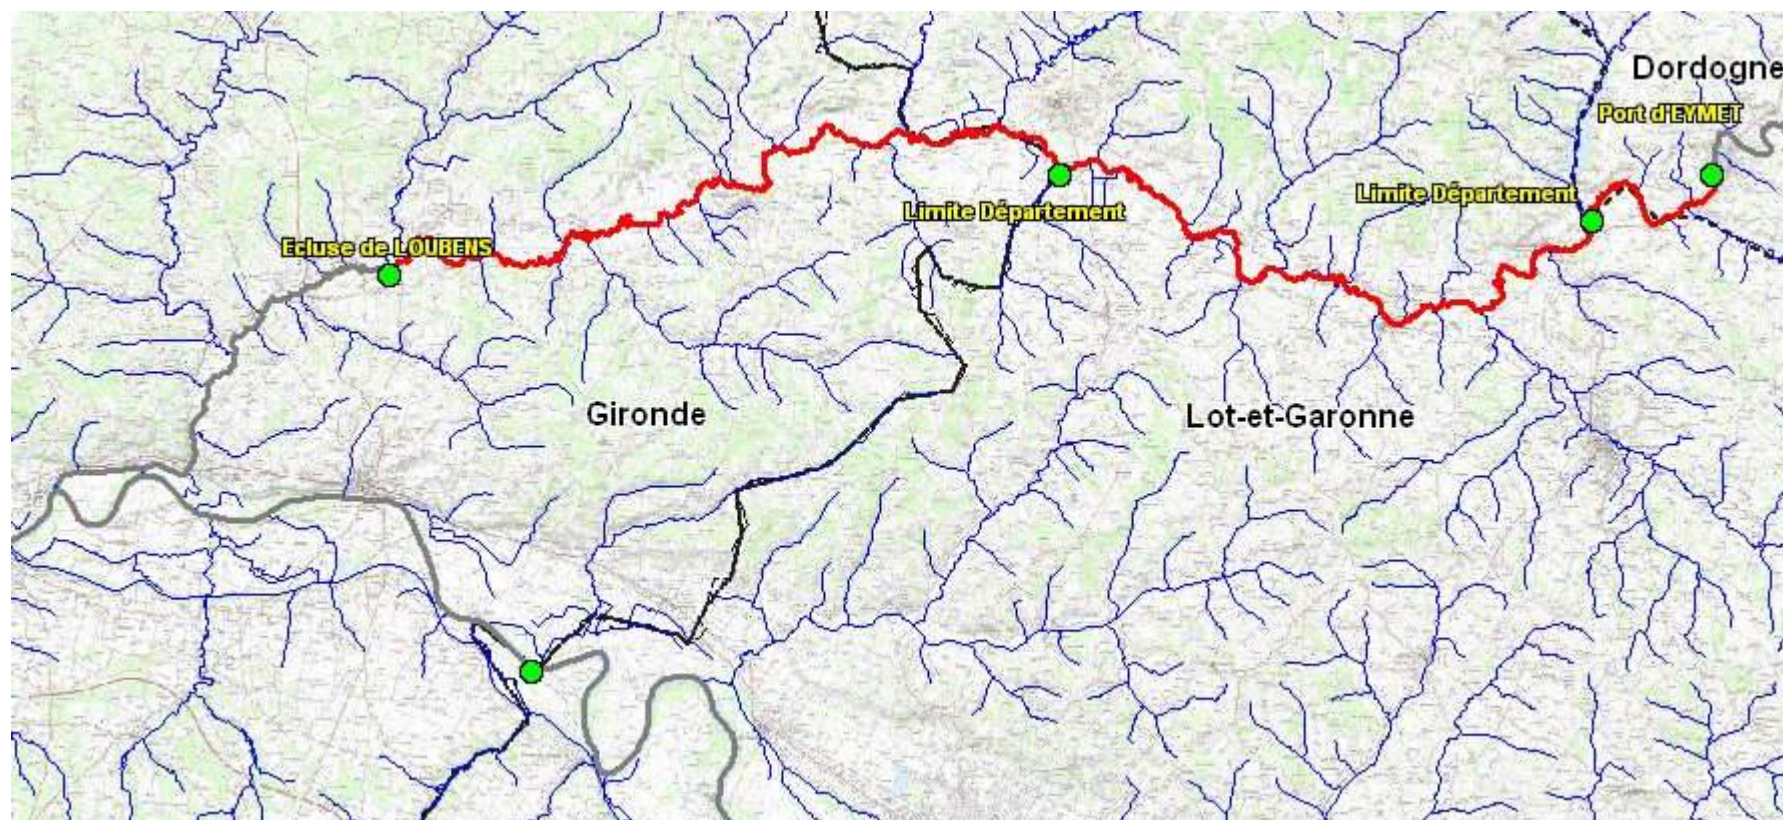 Dordogne
Port d'EYMET
Limite Département
Limite Département
Ecluse de LOUBENS
Gironde
Lot-et-Garonne